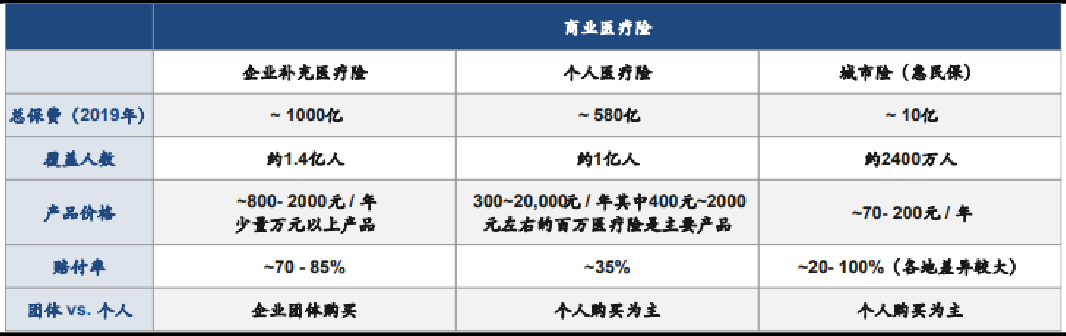 商业医疗险
企业补充医疗险 个人医疗险 城市险（惠民保）
总保费（2019年） ~ 1000亿 ~ 580亿 ~ 10亿
覆盖人数 约1.4亿人 约1亿人 约2400万人
产品价格 ~800- 2000元 / 年 300~20,000元 / 年其中400元~2000 ~70- 200元 / 年
少量万元以上产品 元左右的百万医疗险是主要产品
赔付率 ~70 - 85% ~35% ~20- 100%（各地差异较大）
团体 vs. 个人 企业团体购买 个人购买为主 个人购买为主